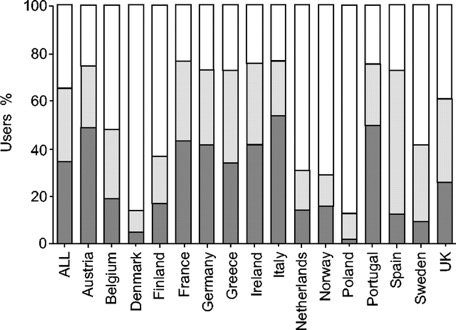 Users %
100
80
60
40
20
0
ALL
Austria
Belgium
Denmark
Finland
France
Germany
Greece
Ireland
Italy
Netherlands
Norway
Poland
Portugal
Spain
Sweden
UK